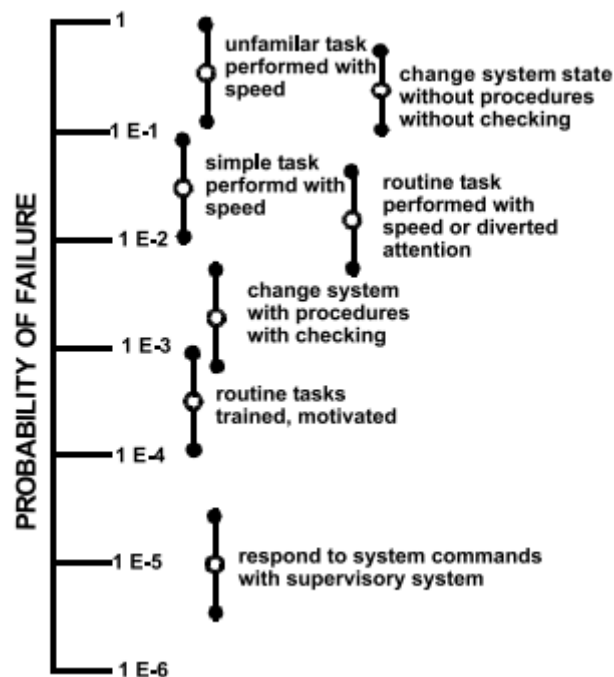 PROBABILITY OF FAILURE
1
unfamilar task
performed with
speed
change system state
without procedures
without checking
1 E-1
simple task
performd with
speed
routine task
performed with
speed or diverted
attention
1 E-2
change system
with procedures
with checking
1 E-3
routine tasks
trained, motivated
1 E-4
1 E-5
respond to system commands
with supervisory system
1 E-6